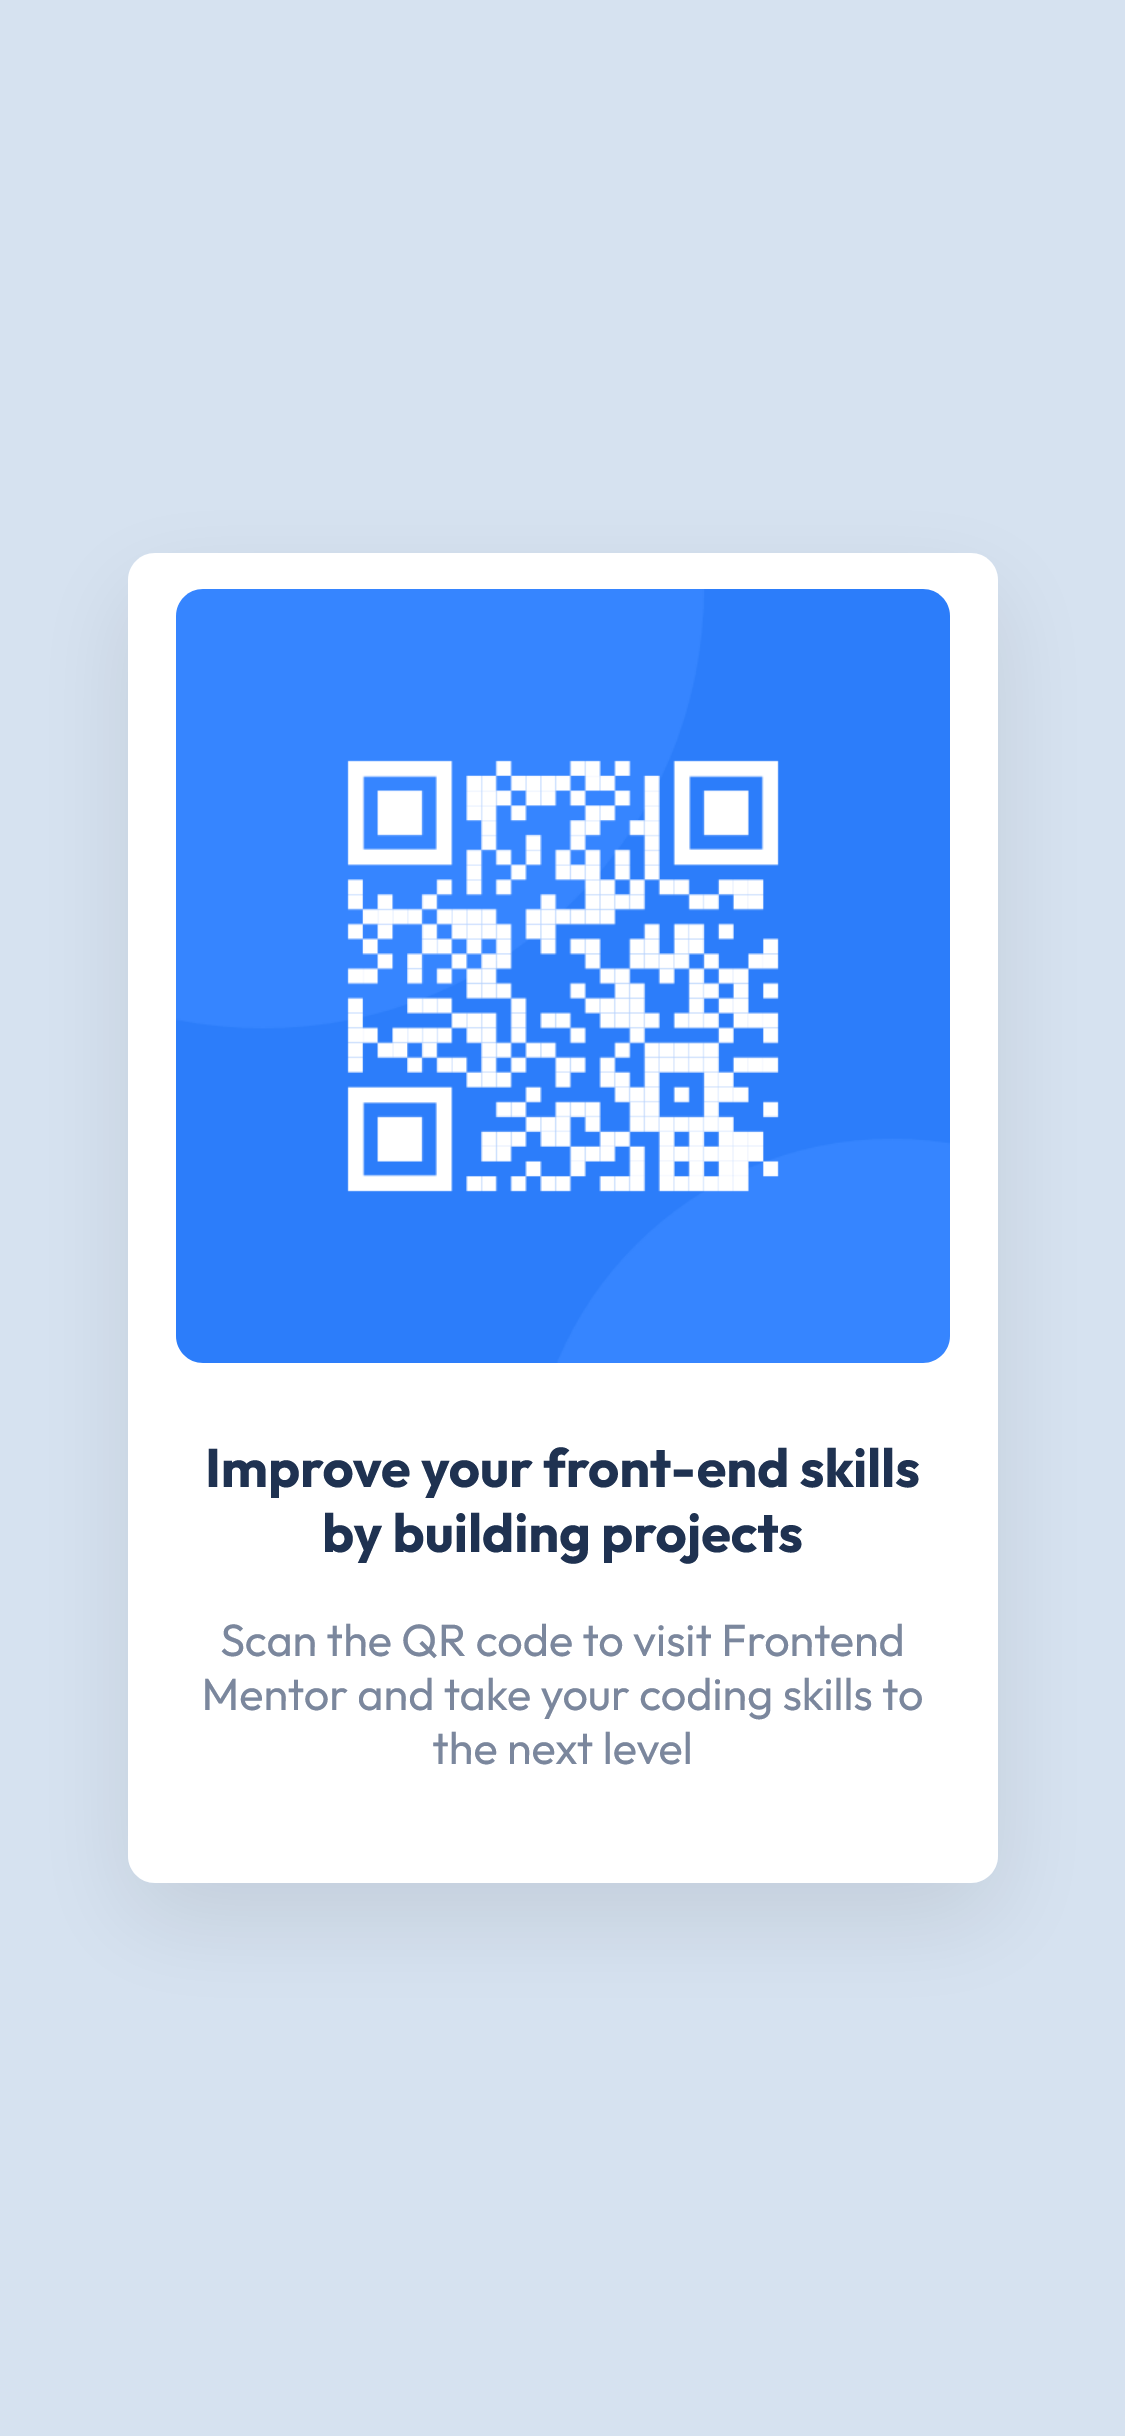 Improve your front-end skills
by building projects
Scan the QR code to visit Frontend
Mentor and take your coding skills to
the next level